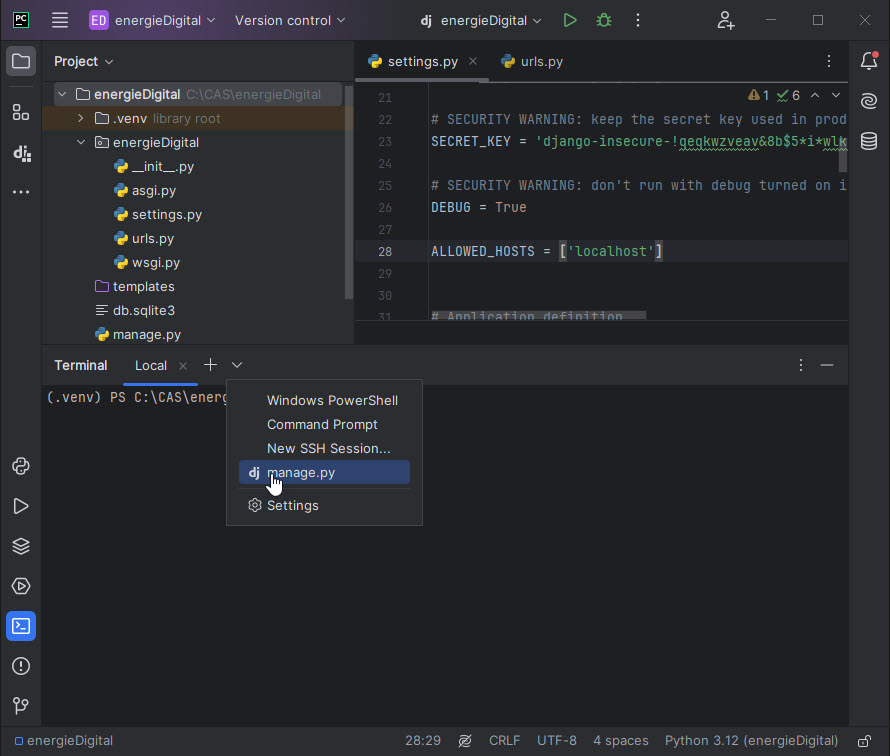 PC ED energieDigital Version control dj energieDigital
Project
settings.py urls.py
energieDigital C:\CAS\energieDigital
.venv library root
energieDigital
__init__.py
asgi.py
settings.py
urls.py
wsgi.py
templates
db.sqlite3
manage.py
1 6
21
22 # SECURITY WARNING: keep the secret key used in prod
23 SECRET_KEY = 'django-insecure-!qeqkwzveav&8b$5*i*wlk
24
25 # SECURITY WARNING: don't run with debug turned on i
26 DEBUG = True
27
28 ALLOWED_HOSTS = ['localhost']
29
30
31 # Application definition
Terminal Local
(.venv) PS C:\CAS\energ
Windows PowerShell
Command Prompt
New SSH Session...
dj manage.py
Settings
energieDigital 28:29 CRLF UTF-8 4 spaces Python 3.12 (energieDigital)